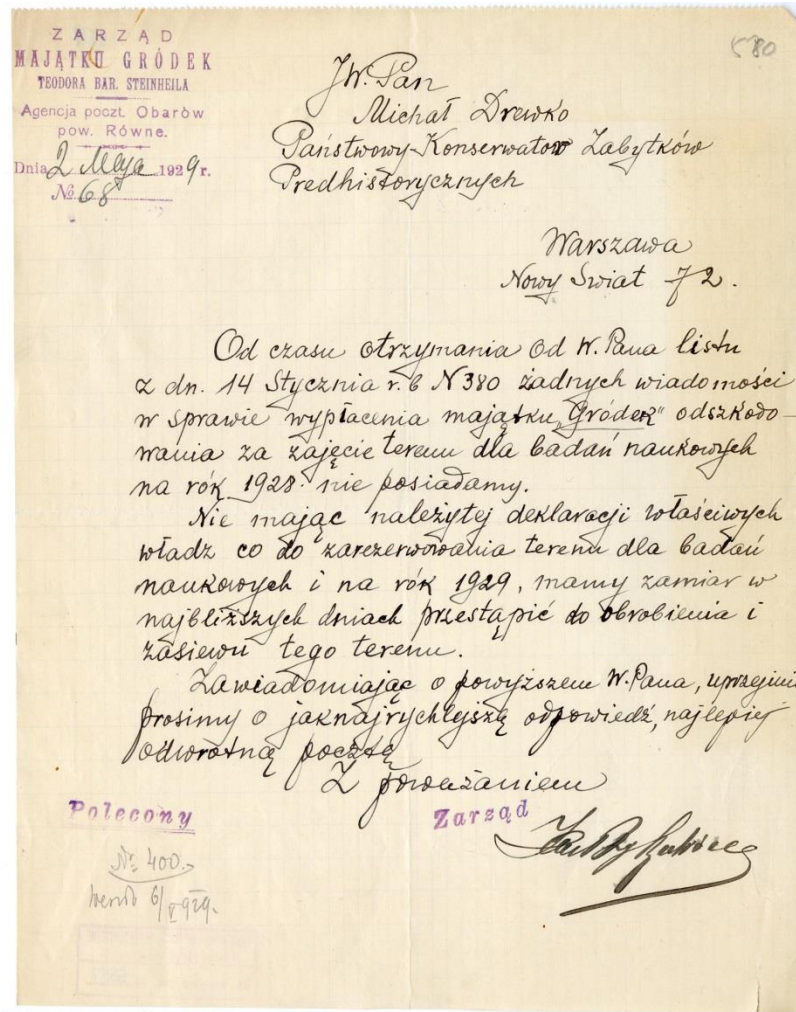 ZARZĄD
MAJĄTKU GRÓDEK
TEODORA BAR. STEINHEILA
Agencja poczt. Obarów
pow. Równe.
Dnia 2 Maja 1929 r.
№ 68
580
JW. Pan
Michał Drewko
Państwowy Konserwator Zabytków
Predhistorycznych
Warszawa
Nowy Świat 72.
Od czasu otrzymania od W. Pana listu
z dn. 14 Stycznia r. b N 380 żadnych wiadomości
w sprawie wypłacenia majątku „Gródek" odszkodo-
wania za zajęcie terenu dla badań naukowych
na rok 1928 nie posiadamy.
Nie mając należytej deklaracji właściwych
władz co do zarezerwowania terenu dla badań
naukowych i na rok 1929, mamy zamiar w
najbliższych dniach przestąpić do obrobienia i
zasiewu tego terenu.
Zawiadomiając o powyższem W. Pana, uprzejmie
prosimy o jaknajrychlejszą odpowiedź, najlepiej
odwrotną pocztą
Z poważaniem
Polecony
Zarząd
№ 400.-
6/V 929.